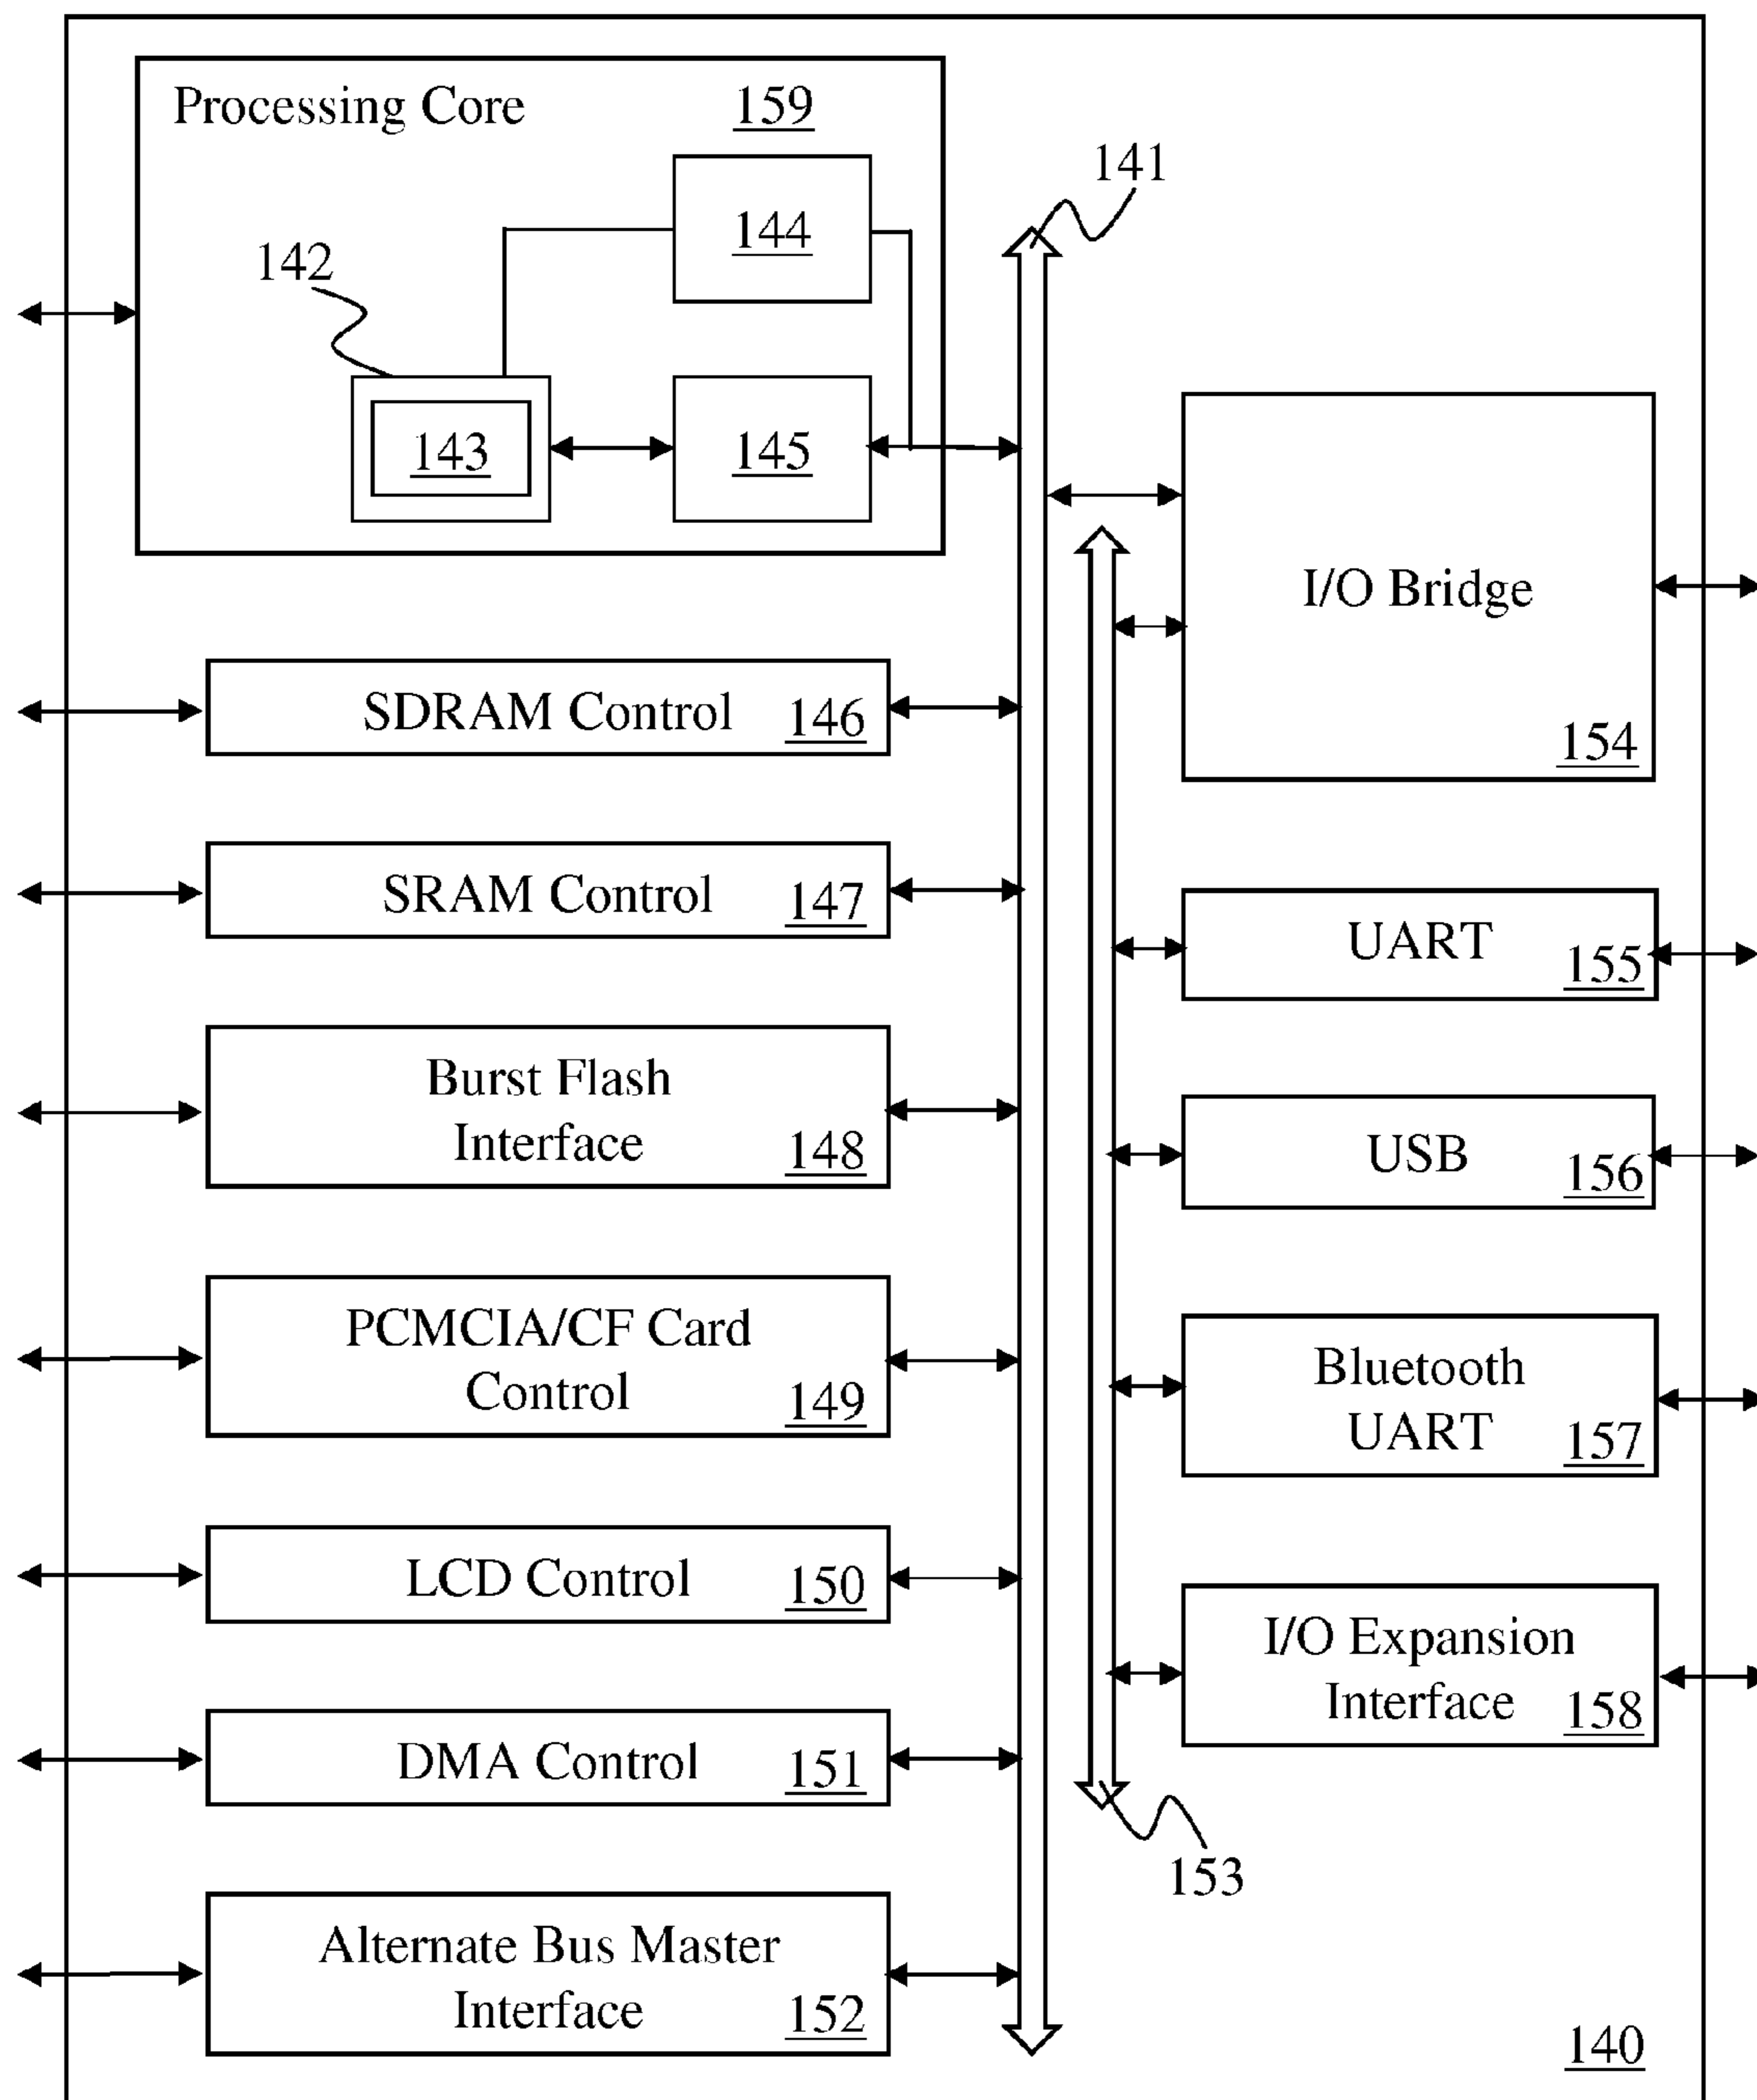 Processing Core 159
144
141
142
143
145
I/O Bridge
154
SDRAM Control 146
SRAM Control 147
UART 155
Burst Flash
Interface 148
USB 156
PCMCIA/CF Card
Control 149
Bluetooth
UART 157
LCD Control 150
I/O Expansion
Interface 158
DMA Control 151
153
Alternate Bus Master
Interface 152
140